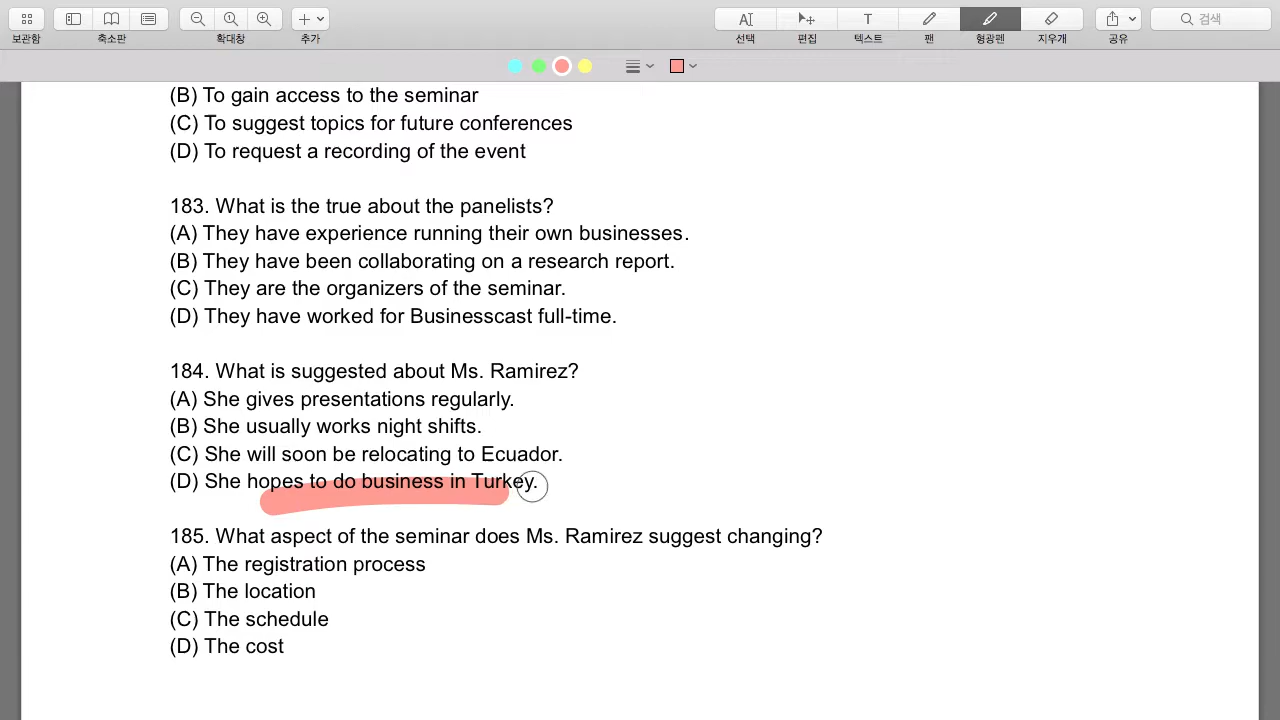 보관함
축소판
확대창
추가
선택
편집
텍스트
펜
형광펜
지우개
공유
검색
(B) To gain access to the seminar
(C) To suggest topics for future conferences
(D) To request a recording of the event
183. What is the true about the panelists?
(A) They have experience running their own businesses.
(B) They have been collaborating on a research report.
(C) They are the organizers of the seminar.
(D) They have worked for Businesscast full-time.
184. What is suggested about Ms. Ramirez?
(A) She gives presentations regularly.
(B) She usually works night shifts.
(C) She will soon be relocating to Ecuador.
(D) She hopes to do business in Turkey.
185. What aspect of the seminar does Ms. Ramirez suggest changing?
(A) The registration process
(B) The location
(C) The schedule
(D) The cost